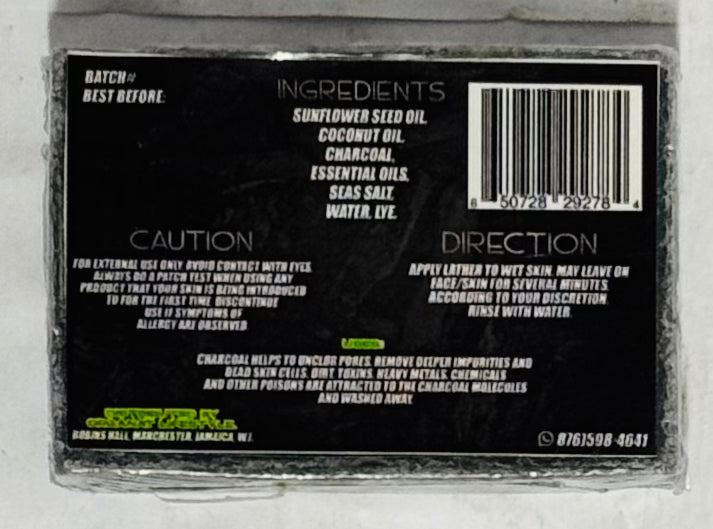 BATCH#
BEST BEFORE:
INGREDIENTS
SUNFLOWER SEED OIL,
COCONUT OIL,
CHARCOAL,
ESSENTIAL OILS,
SEAS SALT,
WATER, LYE.
6 50728 29278 4
CAUTION
FOR EXTERNAL USE ONLY AVOID CONTACT WITH EYES.
ALWAYS DO A PATCH TEST WHEN USING ANY
PRODUCT THAT YOUR SKIN IS BEING INTRODUCED
TO FOR THE FIRST TIME. DISCONTINUE
USE IF SYMPTOMS OF
ALLERGY ARE OBSERVED.
DIRECTION
APPLY LATHER TO WET SKIN. MAY LEAVE ON
FACE/SKIN FOR SEVERAL MINUTES
ACCORDING TO YOUR DISCRETION.
RINSE WITH WATER.
USES:
CHARCOAL HELPS TO UNCLOG PORES, REMOVE DEEPER IMPURITIES AND
DEAD SKIN CELLS. DIRT, TOXINS, HEAVY METALS, CHEMICALS
AND OTHER POISONS ARE ATTRACTED TO THE CHARCOAL MOLECULES
AND WASHED AWAY.
ROBINS HALL, MANCHESTER, JAMAICA, W.I.
876)598-4641